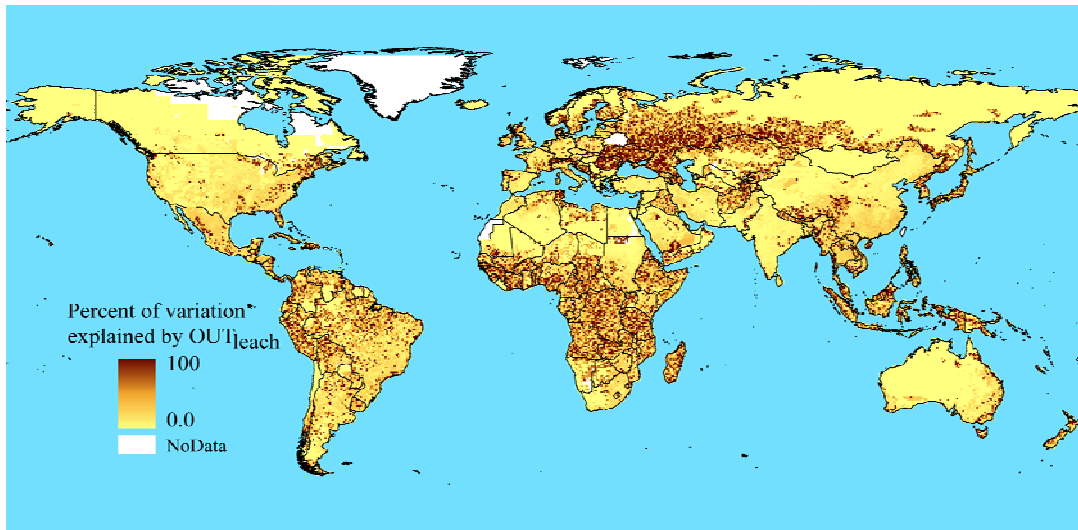 Percent of variation
explained by OUTleach
100
0.0
NoData